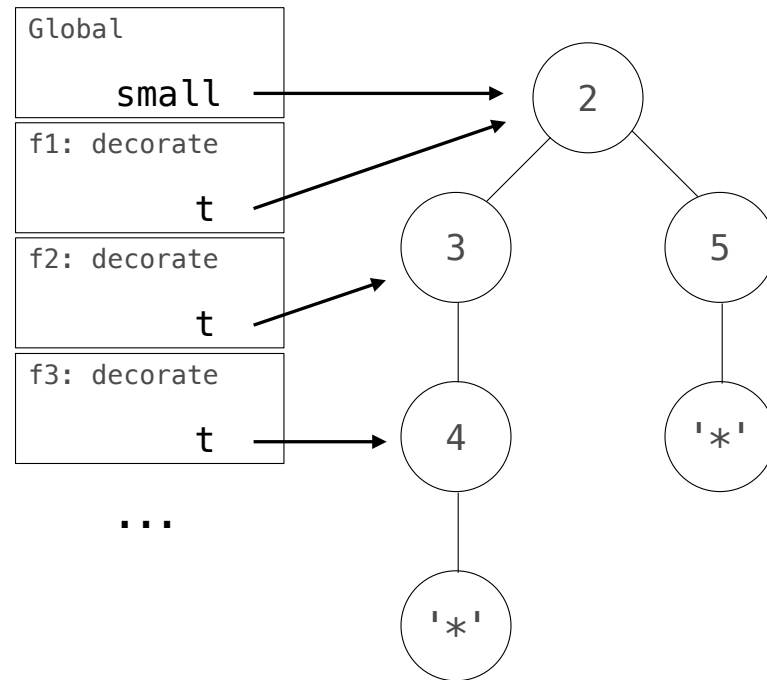 Global
small
f1: decorate
t
f2: decorate
t
f3: decorate
t
...
2
3
5
4
'*'
'*'